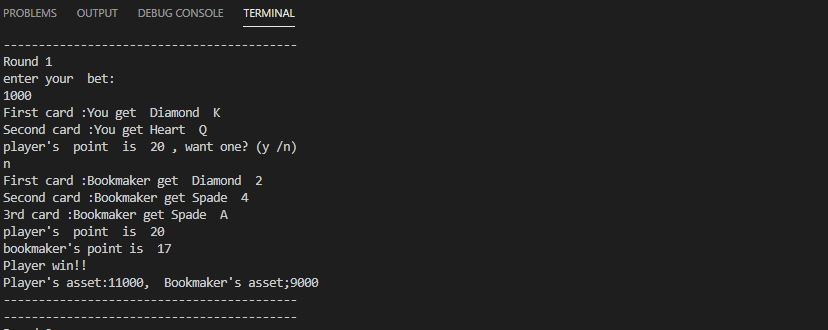 PROBLEMS OUTPUT DEBUG CONSOLE TERMINAL
------------------------------------------
Round 1
enter your  bet:
1000
First card :You get  Diamond  K
Second card :You get Heart  Q
player's  point  is  20 , want one? (y /n)
n
First card :Bookmaker get  Diamond  2
Second card :Bookmaker get Spade  4
3rd card :Bookmaker get Spade  A
player's  point  is  20
bookmaker's point is  17
Player win!!
Player's asset:11000,  Bookmaker's asset;9000
------------------------------------------
------------------------------------------